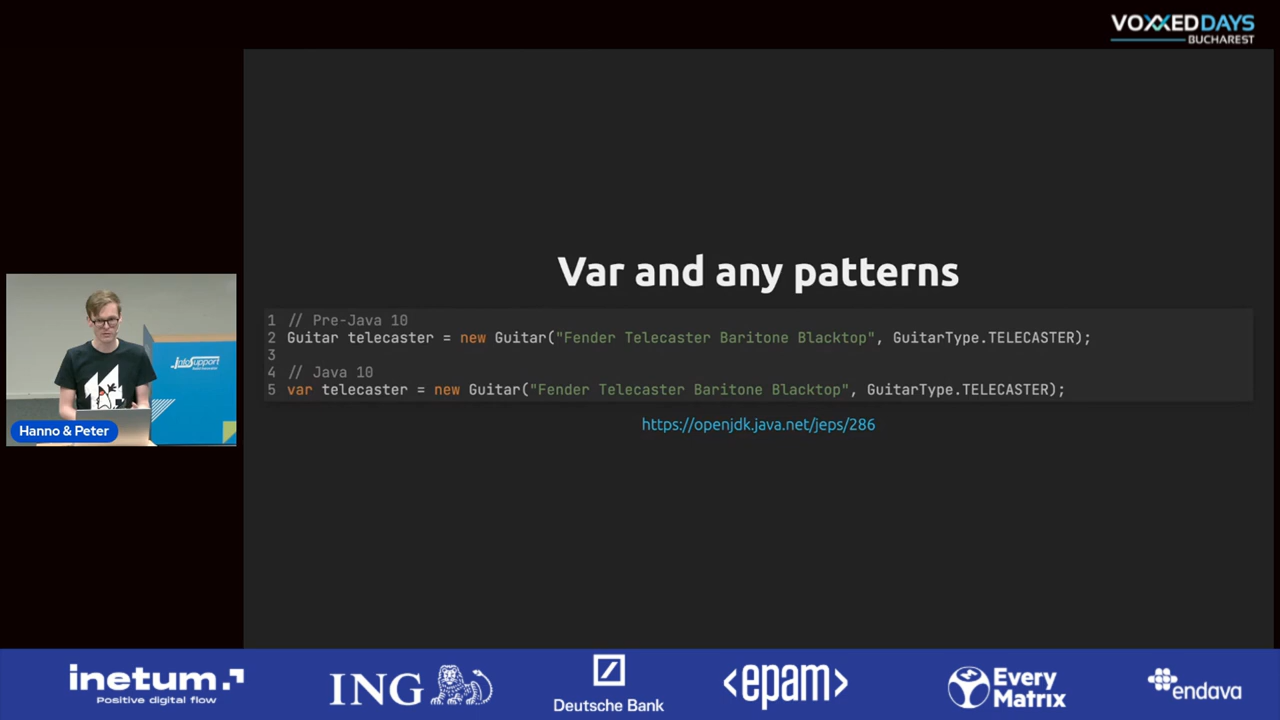 VOXXEDDAYS
BUCHAREST
Var and any patterns
1 // Pre-Java 10
2 Guitar telecaster = new Guitar("Fender Telecaster Baritone Blacktop", GuitarType.TELECASTER);
3
4 // Java 10
5 var telecaster = new Guitar("Fender Telecaster Baritone Blacktop", GuitarType.TELECASTER);
https://openjdk.java.net/jeps/286
infosupport
Hanno & Peter
inetum.
Positive digital flow
ING
Deutsche Bank
<epam>
Every
Matrix
endava